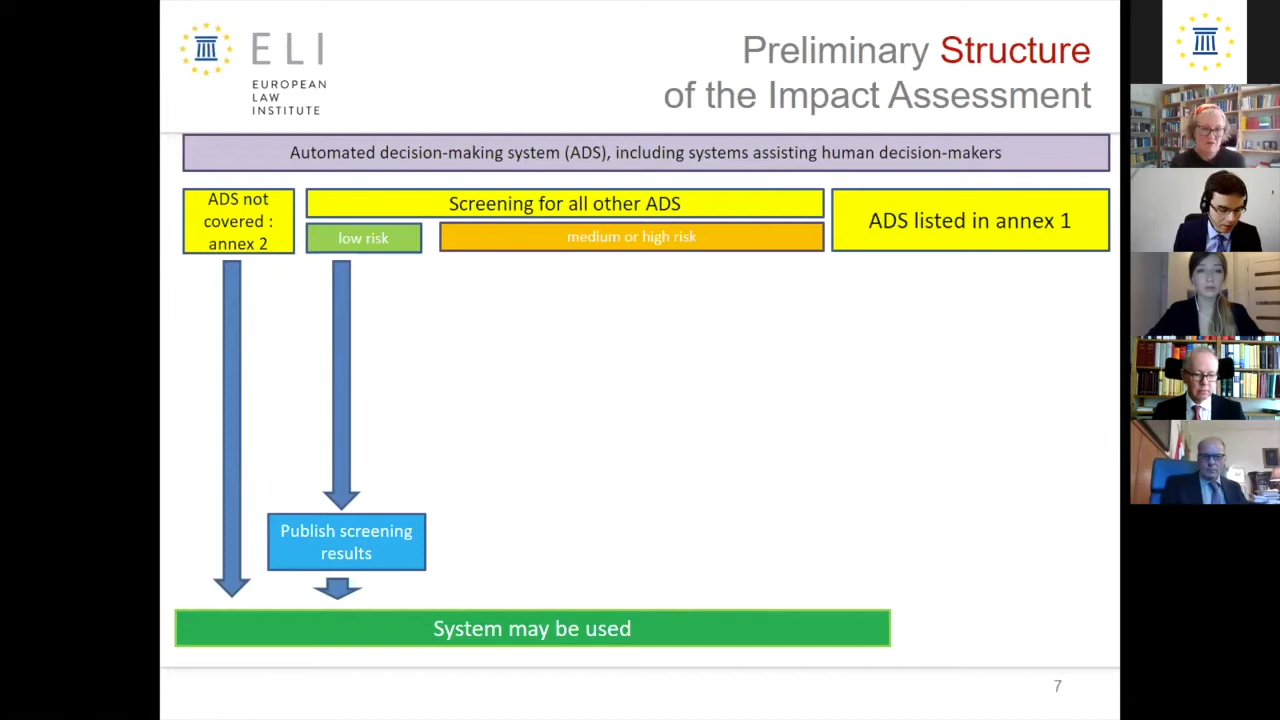 ELI
EUROPEAN
LAW
INSTITUTE
Preliminary Structure
of the Impact Assessment
Automated decision-making system (ADS), including systems assisting human decision-makers
ADS not
covered :
annex 2
Screening for all other ADS
low risk
medium or high risk
ADS listed in annex 1
Publish screening
results
System may be used
7